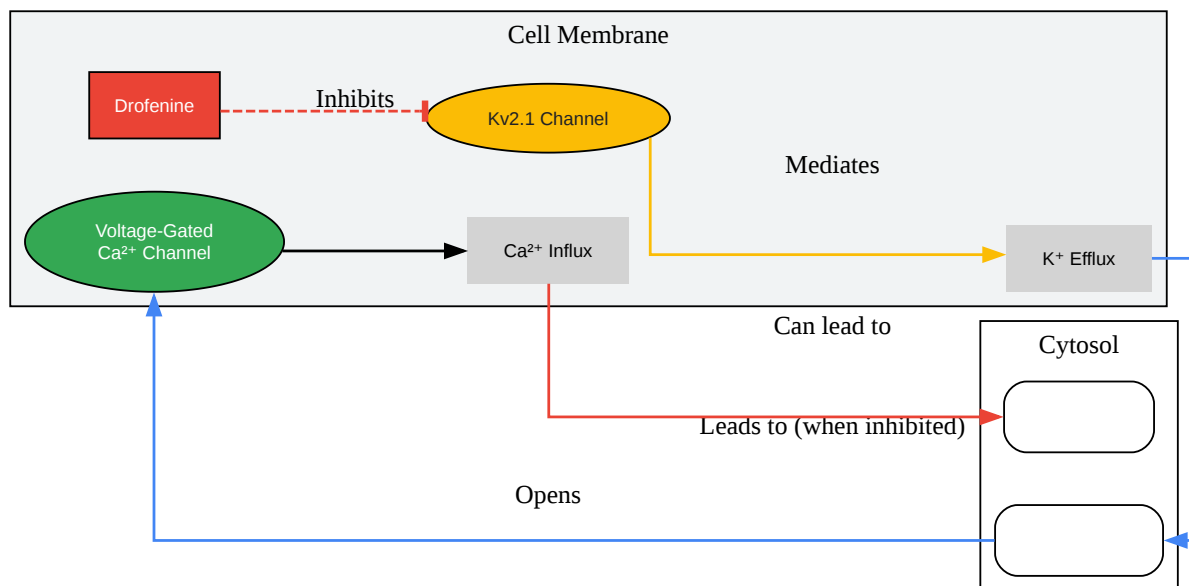 Cell Membrane
Drofenine
Inhibits
Kv2.1 Channel
Mediates
Voltage-Gated
Ca²⁺ Channel
Ca²⁺ Influx
K⁺ Efflux
Can lead to
Cytosol
Leads to (when inhibited)
Opens